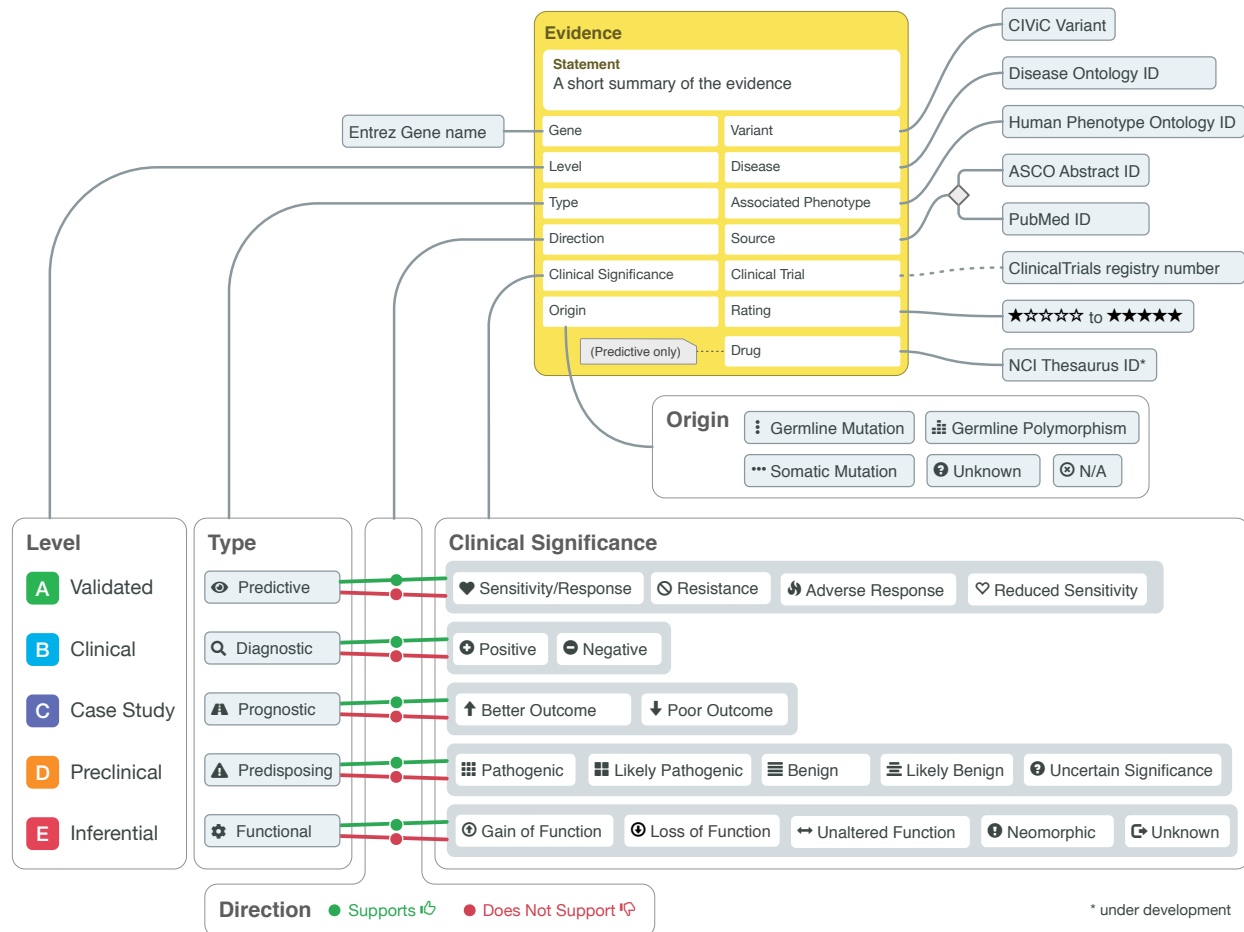 Evidence
Statement
A short summary of the evidence
Gene
Variant
Level
Disease
Type
Associated Phenotype
Direction
Source
Clinical Significance
Clinical Trial
Origin
Rating
(Predictive only)
Drug
Entrez Gene name
CIViC Variant
Disease Ontology ID
Human Phenotype Ontology ID
ASCO Abstract ID
PubMed ID
ClinicalTrials registry number
★☆☆☆☆ to ★★★★★
NCI Thesaurus ID*
Origin
Germline Mutation
Germline Polymorphism
Somatic Mutation
Unknown
N/A
Level
A Validated
B Clinical
C Case Study
D Preclinical
E Inferential
Type
Predictive
Diagnostic
Prognostic
Predisposing
Functional
Clinical Significance
Sensitivity/Response
Resistance
Adverse Response
Reduced Sensitivity
Positive
Negative
Better Outcome
Poor Outcome
Pathogenic
Likely Pathogenic
Benign
Likely Benign
Uncertain Significance
Gain of Function
Loss of Function
Unaltered Function
Neomorphic
Unknown
Direction
Supports
Does Not Support
* under development